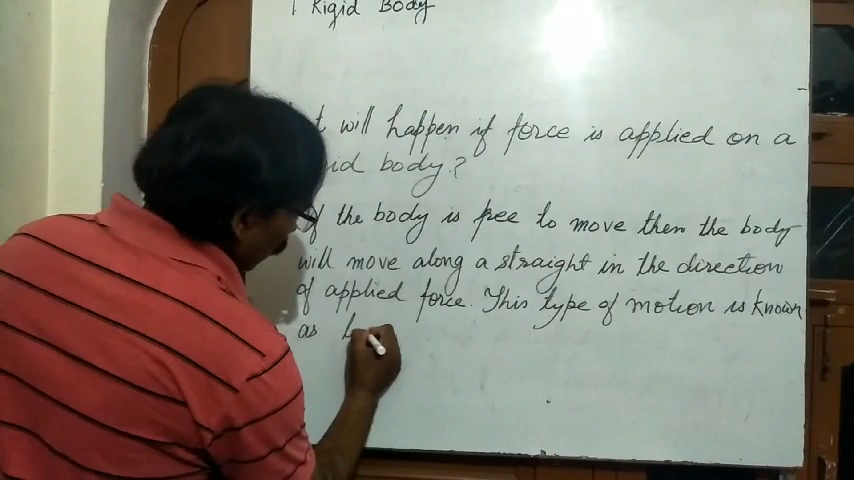 1 Rigid Body
t will happen if force is applied on a
id body?
f the body is free to move then the body
will move along a straight in the direction
of applied force. This type of motion is known
as